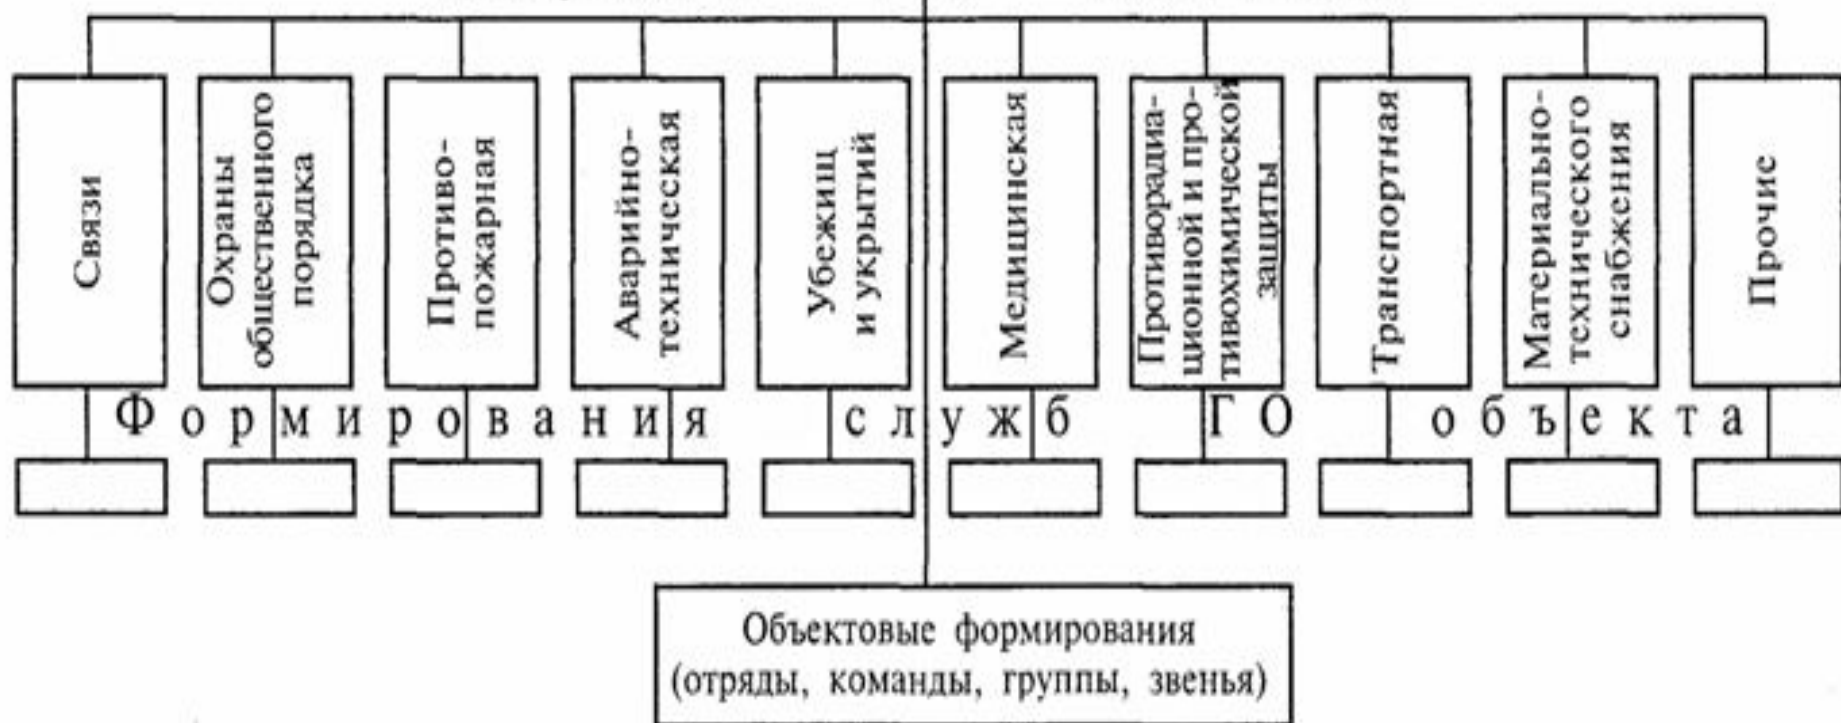 Связи
Охраны
общественного
порядка
Противо-
пожарная
Аварийно-
техническая
Убежищ
и укрытий
Медицинская
Противорадиа-
ционной и про-
тивохимической
защиты
Транспортная
Материально-
технического
снабжения
Прочие
Формирования служб ГО объекта
Объектовые формирования
(отряды, команды, группы, звенья)